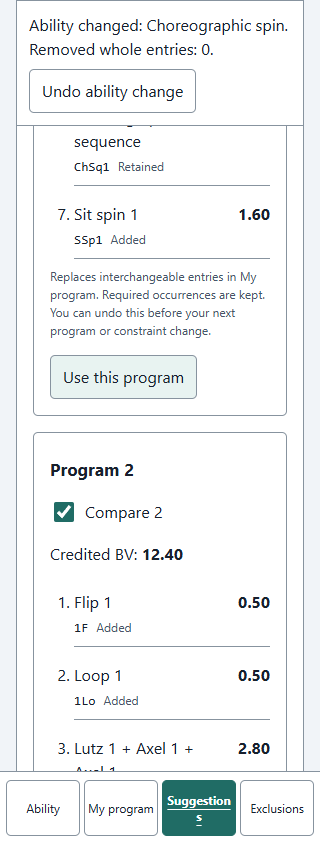 Ability changed: Choreographic spin.
Removed whole entries: 0.
Undo ability change
sequence
ChSq1 Retained
7. Sit spin 1 1.60
SSp1 Added
Replaces interchangeable entries in My
program. Required occurrences are kept.
You can undo this before your next
program or constraint change.
Use this program
Program 2
Compare 2
Credited BV: 12.40
1. Flip 1 0.50
1F Added
2. Loop 1 0.50
1Lo Added
3. Lutz 1 + Axel 1 + 2.80
Ability
My program
Suggestion
s
Exclusions